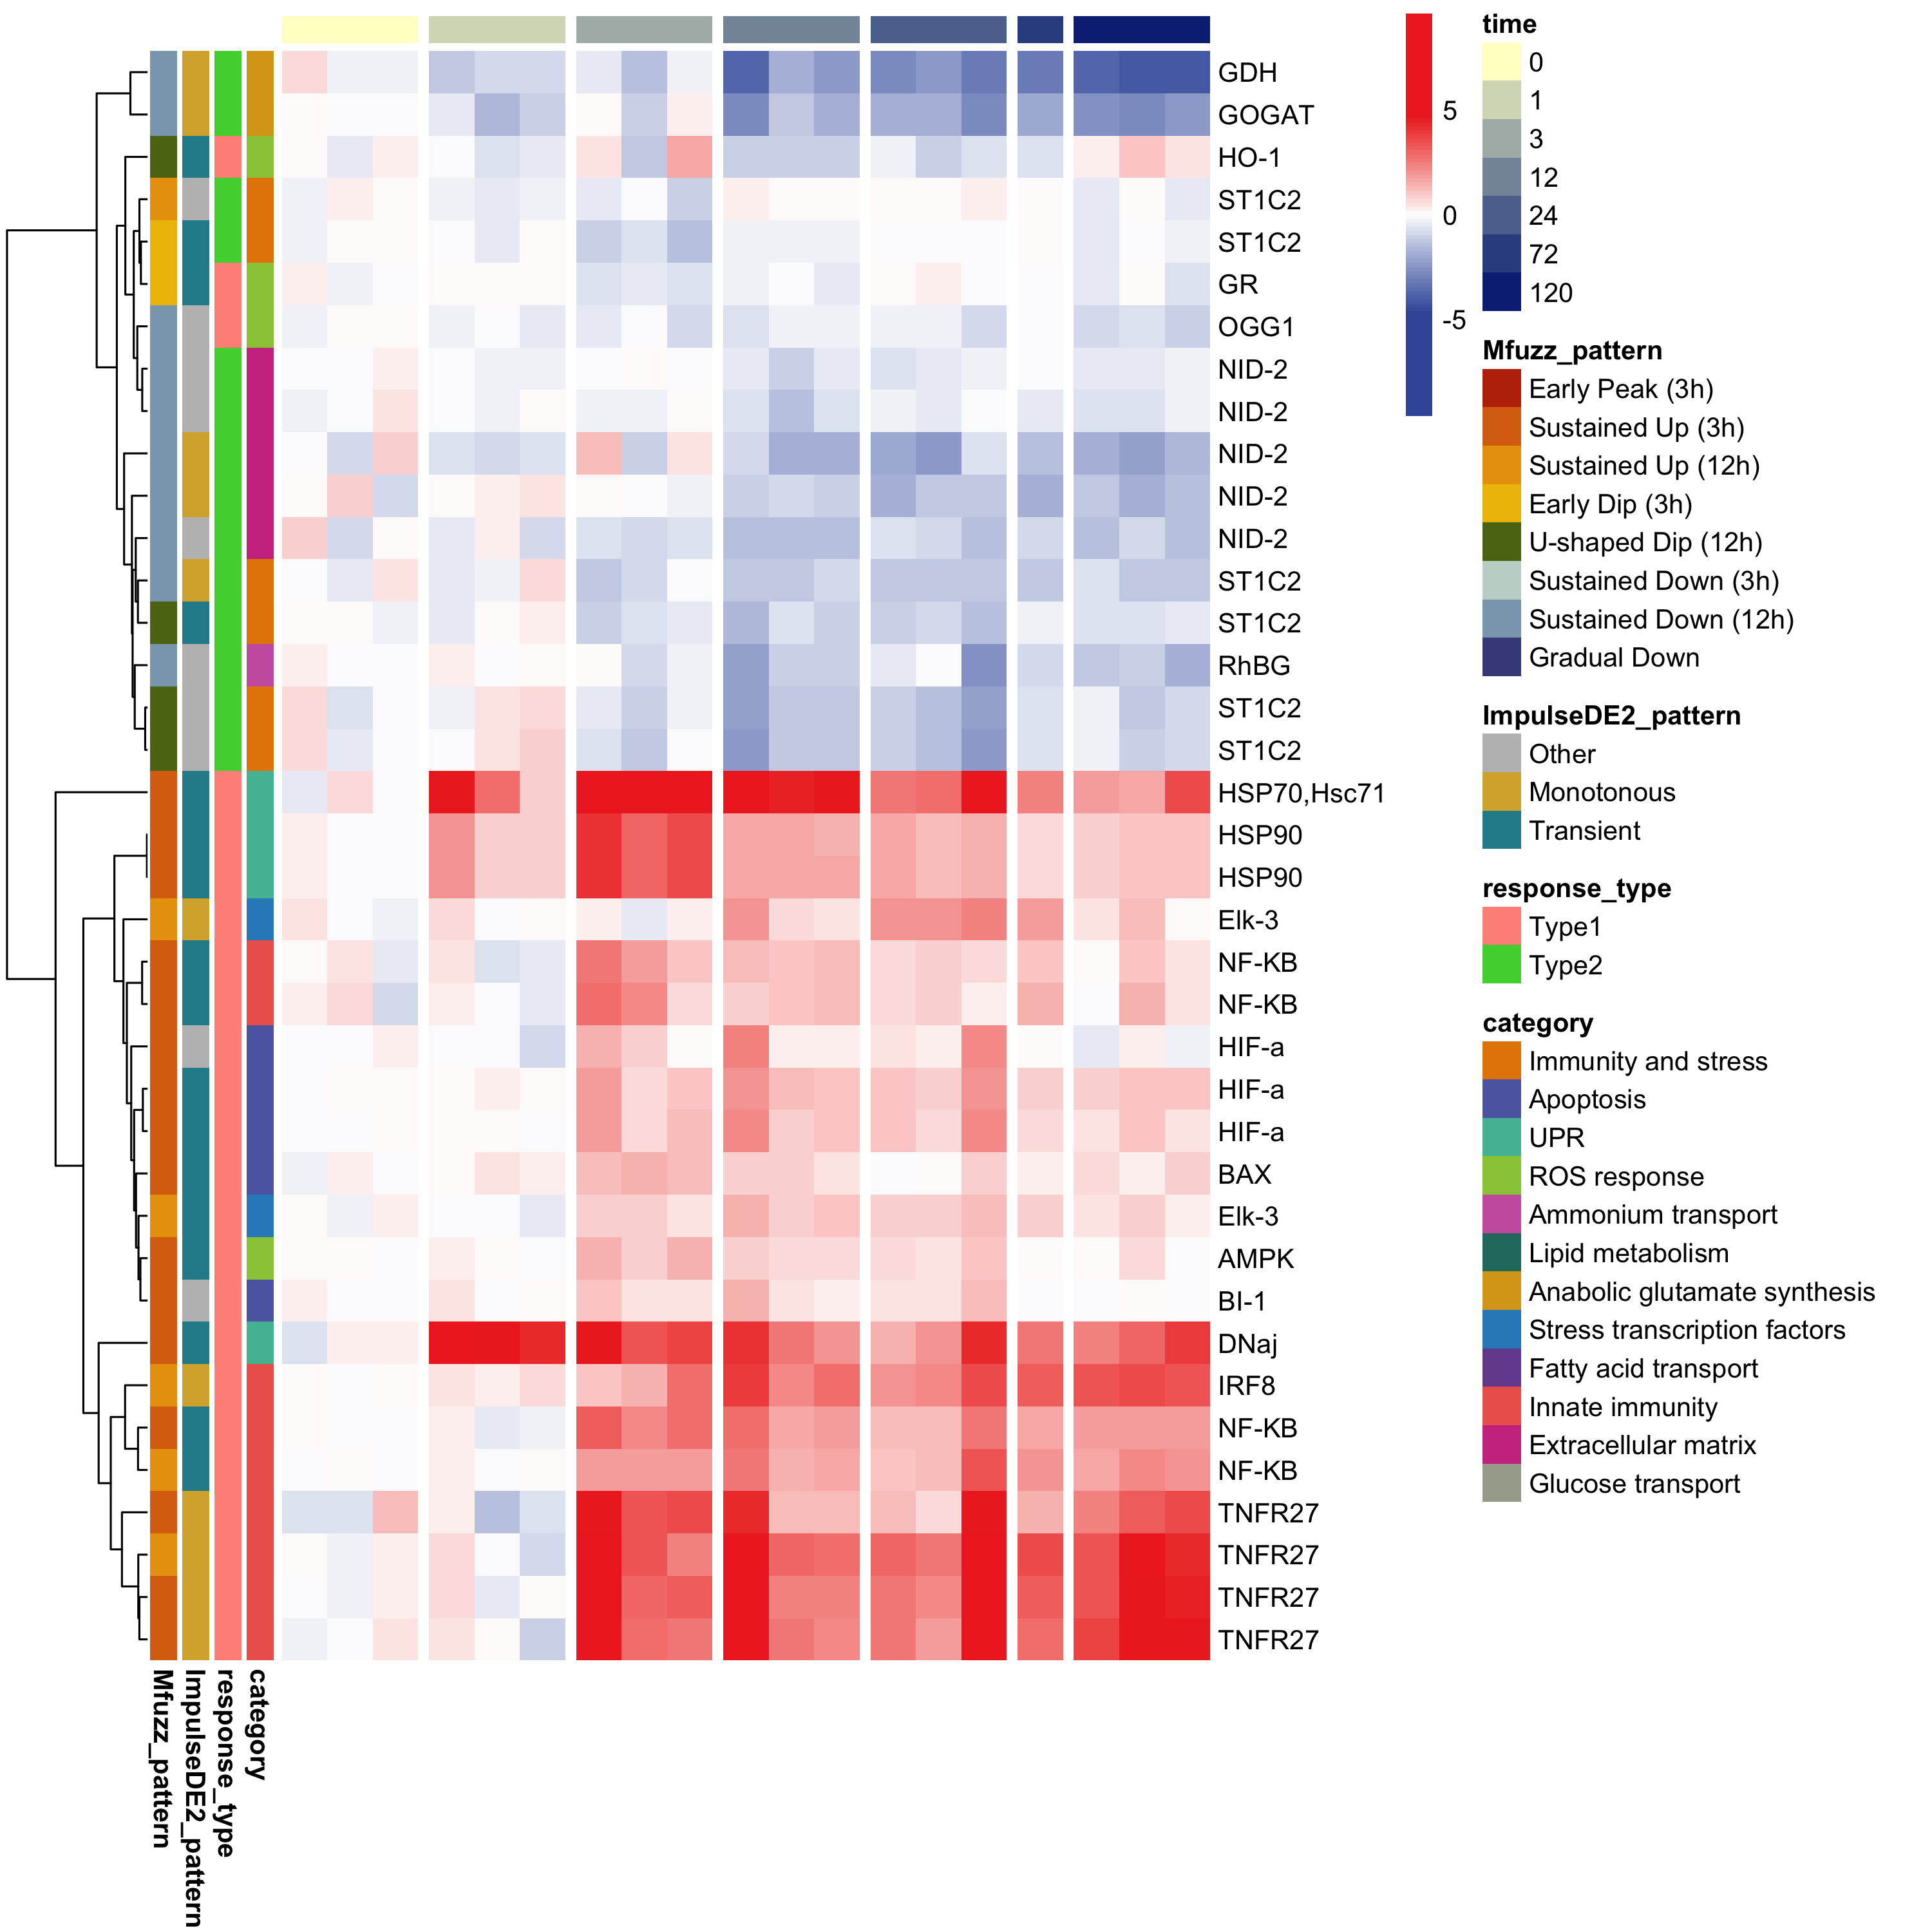 GDH
GOGAT
HO-1
ST1C2
ST1C2
GR
OGG1
NID-2
NID-2
NID-2
NID-2
NID-2
ST1C2
ST1C2
RhBG
ST1C2
ST1C2
HSP70,Hsc71
HSP90
HSP90
Elk-3
NF-KB
NF-KB
HIF-a
HIF-a
HIF-a
BAX
Elk-3
AMPK
BI-1
DNaj
IRF8
NF-KB
NF-KB
TNFR27
TNFR27
TNFR27
TNFR27
Mfuzz_pattern
ImpulseDE2_pattern
response_type
category
5
0
-5
time
0
1
3
12
24
72
120
Mfuzz_pattern
Early Peak (3h)
Sustained Up (3h)
Sustained Up (12h)
Early Dip (3h)
U-shaped Dip (12h)
Sustained Down (3h)
Sustained Down (12h)
Gradual Down
ImpulseDE2_pattern
Other
Monotonous
Transient
response_type
Type1
Type2
category
Immunity and stress
Apoptosis
UPR
ROS response
Ammonium transport
Lipid metabolism
Anabolic glutamate synthesis
Stress transcription factors
Fatty acid transport
Innate immunity
Extracellular matrix
Glucose transport